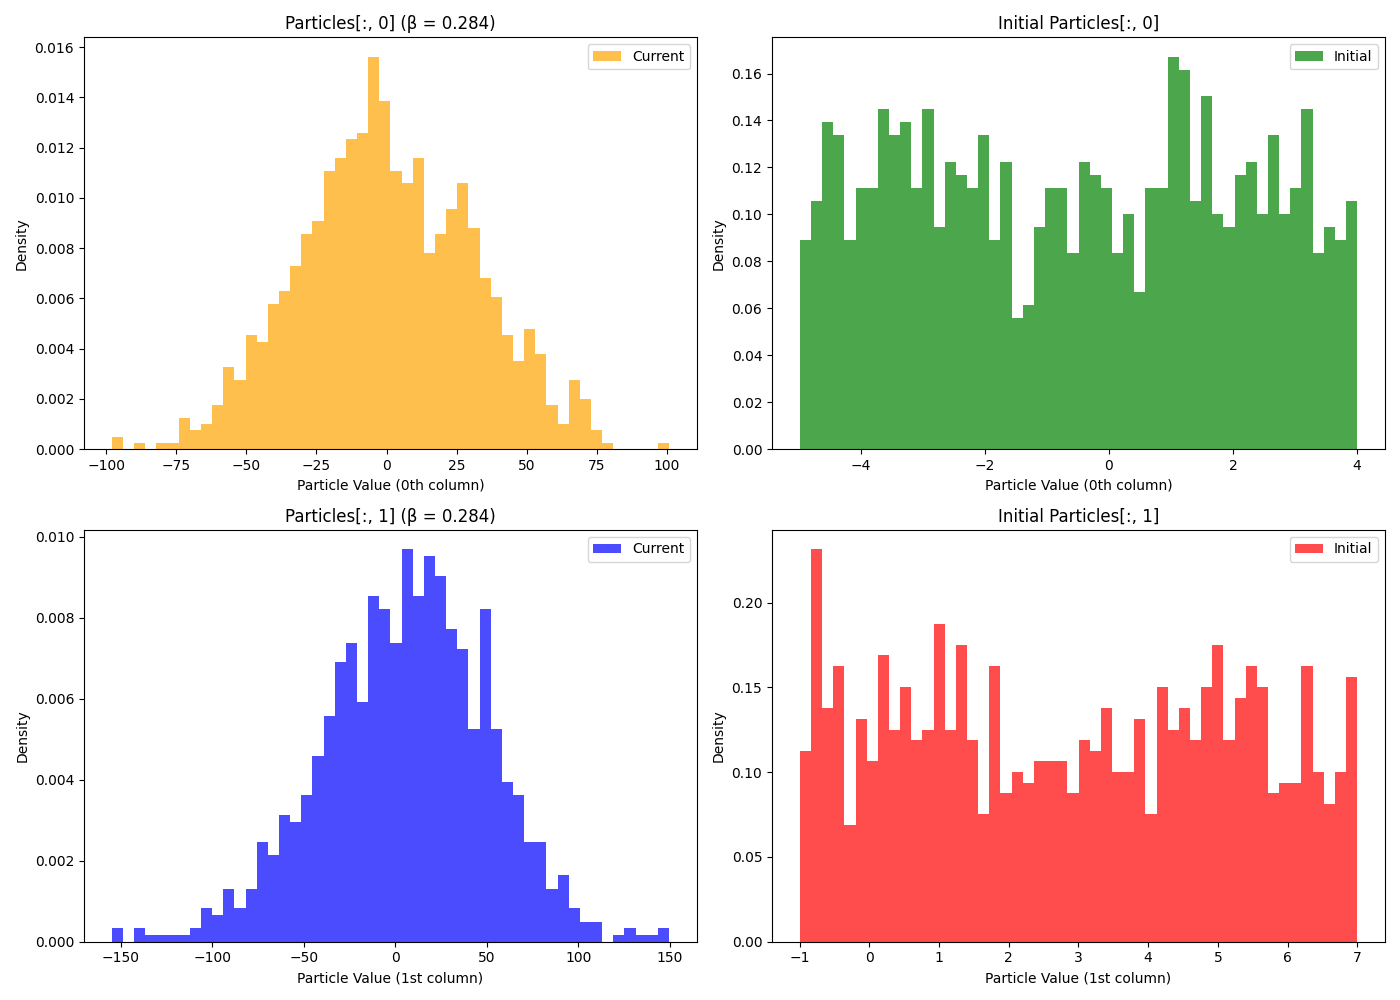 Particles[:, 0] (β = 0.284)
Current
Density
0.016
0.014
0.012
0.010
0.008
0.006
0.004
0.002
0.000
−100 −75 −50 −25 0 25 50 75 100
Particle Value (0th column)
Initial Particles[:, 0]
Initial
Density
0.16
0.14
0.12
0.10
0.08
0.06
0.04
0.02
0.00
−4 −2 0 2 4
Particle Value (0th column)
Particles[:, 1] (β = 0.284)
Current
Density
0.010
0.008
0.006
0.004
0.002
0.000
−150 −100 −50 0 50 100 150
Particle Value (1st column)
Initial Particles[:, 1]
Initial
Density
0.20
0.15
0.10
0.05
0.00
−1 0 1 2 3 4 5 6 7
Particle Value (1st column)